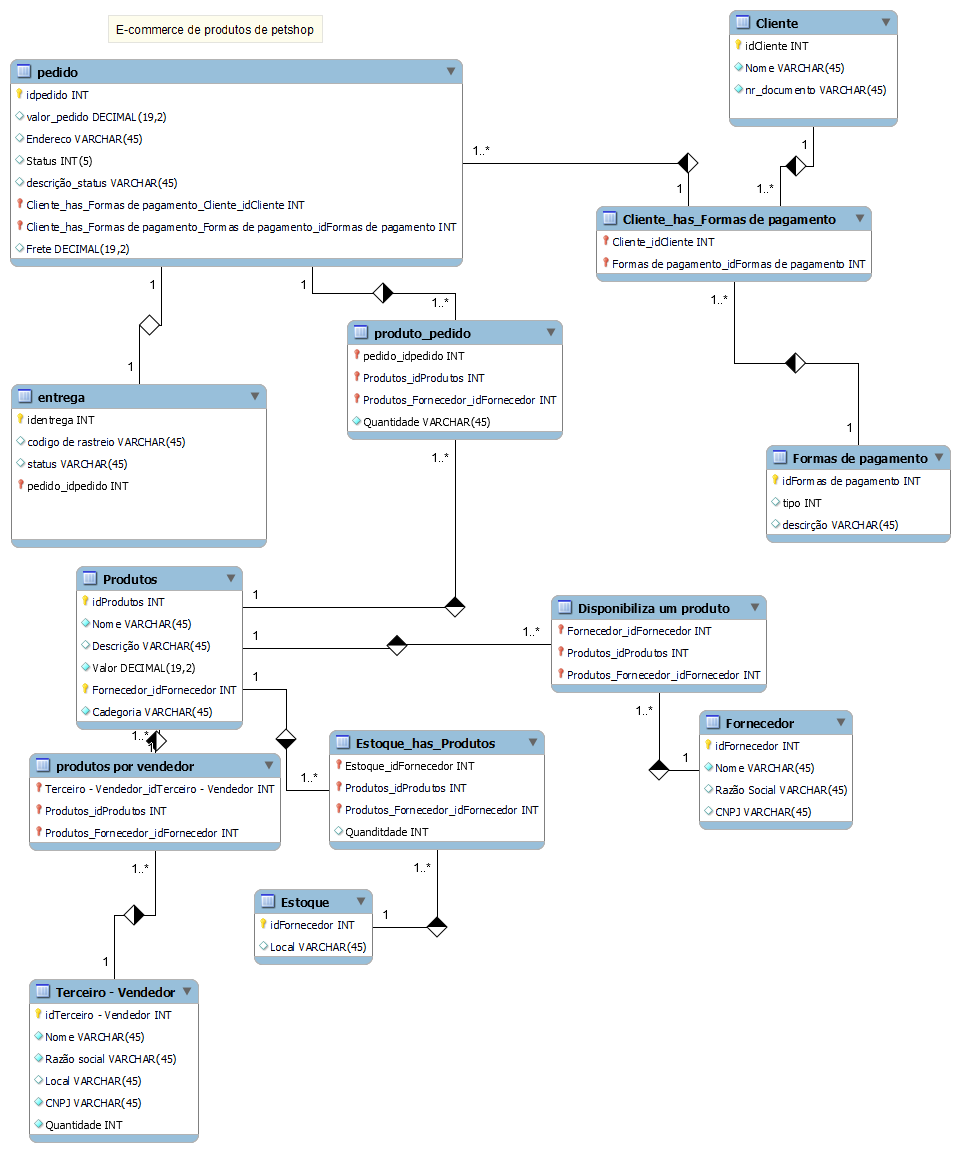 E-commerce de produtos de petshop
Cliente
idCliente INT
Nome VARCHAR(45)
nr_documento VARCHAR(45)
1
1..*
pedido
idpedido INT
valor_pedido DECIMAL(19,2)
Endereco VARCHAR(45)
Status INT(5)
descrição_status VARCHAR(45)
Cliente_has_Formas de pagamento_Cliente_idCliente INT
Cliente_has_Formas de pagamento_Formas de pagamento_idFormas de pagamento INT
Frete DECIMAL(19,2)
1..*
1
Cliente_has_Formas de pagamento
Cliente_idCliente INT
Formas de pagamento_idFormas de pagamento INT
1..*
1
1
1
1
1..*
produto_pedido
pedido_idpedido INT
Produtos_idProdutos INT
Produtos_Fornecedor_idFornecedor INT
Quantidade VARCHAR(45)
1..*
entrega
identrega INT
codigo de rastreio VARCHAR(45)
status VARCHAR(45)
pedido_idpedido INT
Formas de pagamento
idFormas de pagamento INT
tipo INT
descirção VARCHAR(45)
Produtos
idProdutos INT
Nome VARCHAR(45)
Descrição VARCHAR(45)
Valor DECIMAL(19,2)
Fornecedor_idFornecedor INT
Cadegoria VARCHAR(45)
1
1
1
1..*
Disponibiliza um produto
Fornecedor_idFornecedor INT
Produtos_idProdutos INT
Produtos_Fornecedor_idFornecedor INT
1..*
1
Fornecedor
idFornecedor INT
Nome VARCHAR(45)
Razão Social VARCHAR(45)
CNPJ VARCHAR(45)
1..*
1
produtos por vendedor
Terceiro - Vendedor_idTerceiro - Vendedor INT
Produtos_idProdutos INT
Produtos_Fornecedor_idFornecedor INT
1..*
1
1..*
Estoque_has_Produtos
Estoque_idFornecedor INT
Produtos_idProdutos INT
Produtos_Fornecedor_idFornecedor INT
Quanditdade INT
1..*
1
Estoque
idFornecedor INT
Local VARCHAR(45)
Terceiro - Vendedor
idTerceiro - Vendedor INT
Nome VARCHAR(45)
Razão social VARCHAR(45)
Local VARCHAR(45)
CNPJ VARCHAR(45)
Quantidade INT